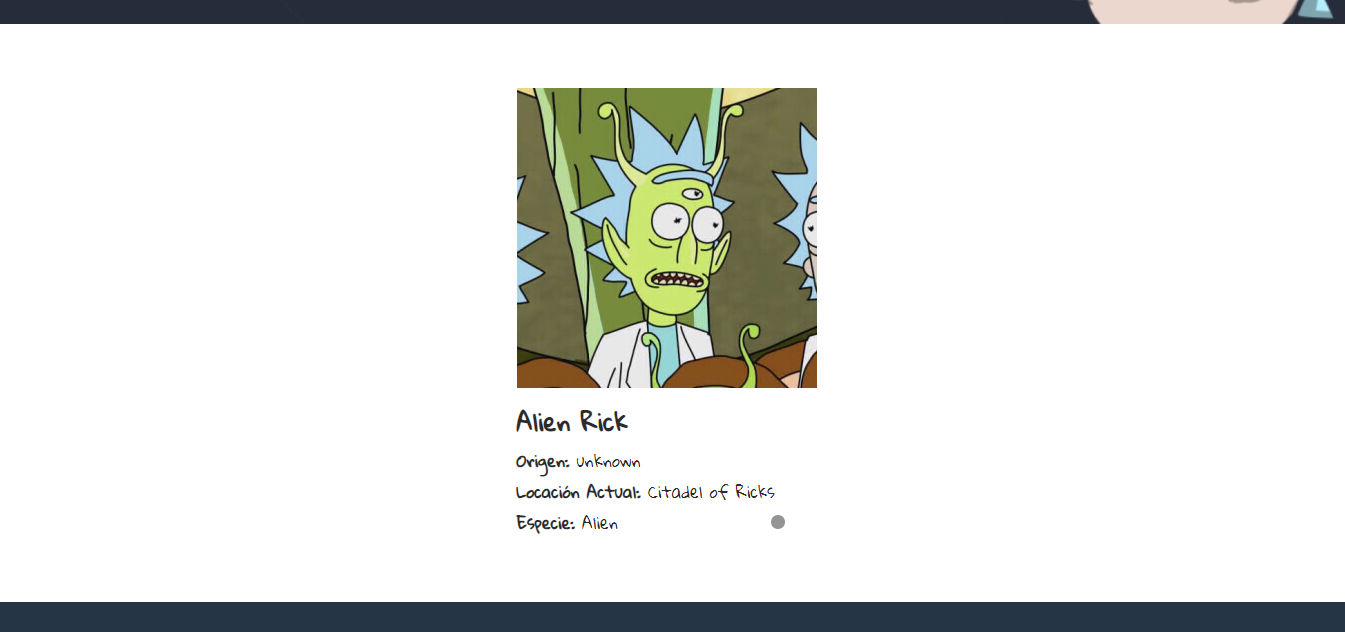 Alien Rick
Origen: unknown
Locación Actual: Citadel of Ricks
Especie: Alien